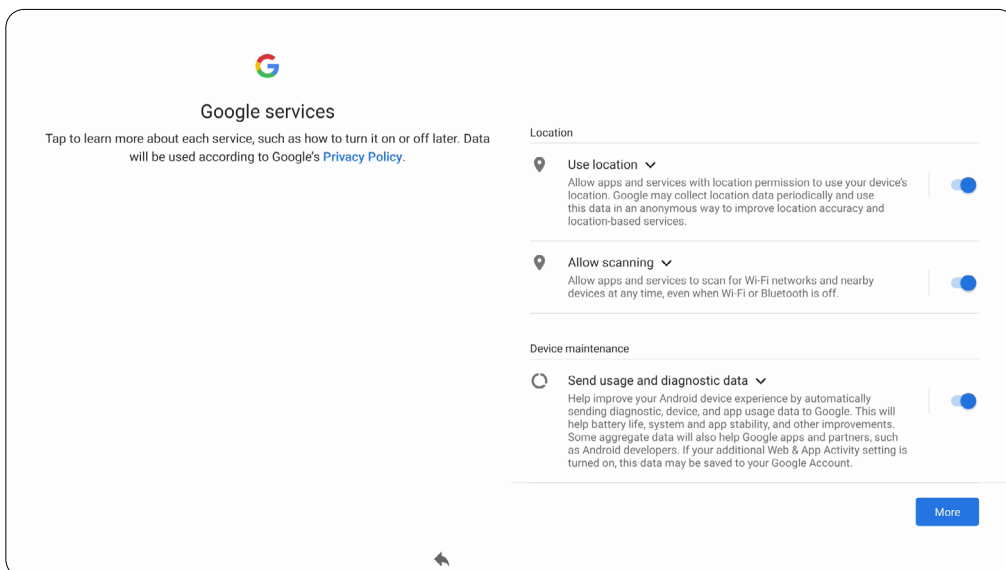 Google services
Tap to learn more about each service, such as how to turn it on or off later. Data
will be used according to Google's Privacy Policy.
Location
Use location
Allow apps and services with location permission to use your device's
location. Google may collect location data periodically and use
this data in an anonymous way to improve location accuracy and
location-based services.
Allow scanning
Allow apps and services to scan for Wi-Fi networks and nearby
devices at any time, even when Wi-Fi or Bluetooth is off.
Device maintenance
Send usage and diagnostic data
Help improve your Android device experience by automatically
sending diagnostic, device, and app usage data to Google. This will
help battery life, system and app stability, and other improvements.
Some aggregate data will also help Google apps and partners, such
as Android developers. If your additional Web & App Activity setting is
turned on, this data may be saved to your Google Account.
More